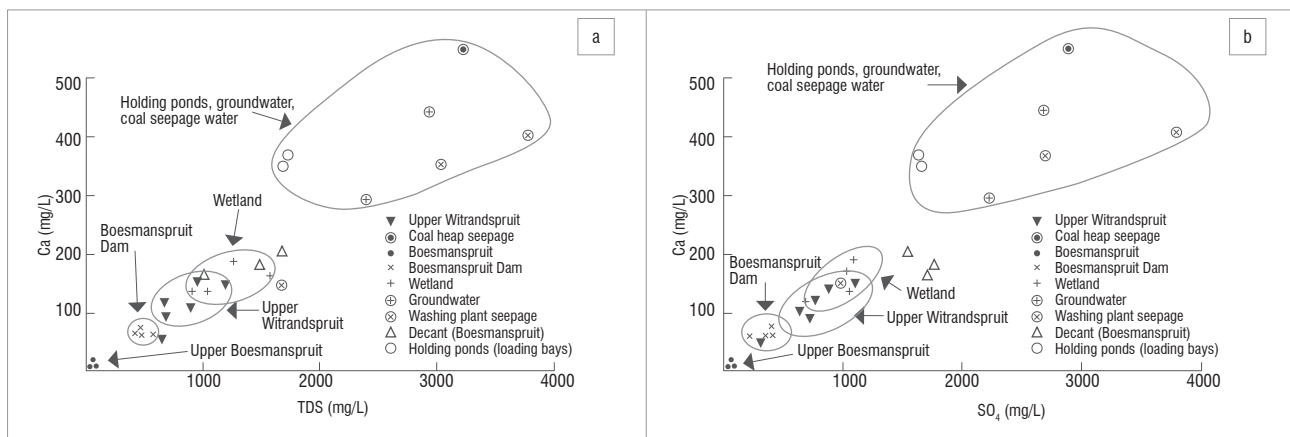 a
500
400
300
200
100
Ca (mg/L)
Holding ponds, groundwater,
coal seepage water
Wetland
Boesmanspruit
Dam
Upper
Witrandspruit
Upper Boesmanspruit
Upper Witrandspruit
Coal heap seepage
Boesmanspruit
Boesmanspruit Dam
Wetland
Groundwater
Washing plant seepage
Decant (Boesmanspruit)
Holding ponds (loading bays)
1000
2000
3000
4000
TDS (mg/L)
b
500
400
300
200
100
Ca (mg/L)
Holding ponds, groundwater,
coal seepage water
Boesmanspruit
Dam
Wetland
Upper Witrandspruit
Upper Boesmanspruit
Upper Witrandspruit
Coal heap seepage
Boesmanspruit
Boesmanspruit Dam
Wetland
Groundwater
Washing plant seepage
Decant (Boesmanspruit)
Holding ponds (loading bays)
1000
2000
3000
4000
SO₄ (mg/L)